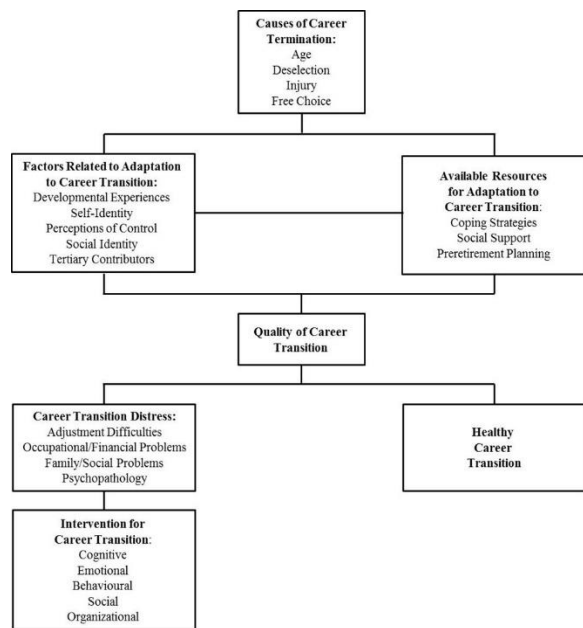 Causes of Career
Termination:
Age
Deselection
Injury
Free Choice
Factors Related to Adaptation
to Career Transition:
Developmental Experiences
Self-Identity
Perceptions of Control
Social Identity
Tertiary Contributors
Available Resources
for Adaptation to
Career Transition:
Coping Strategies
Social Support
Preretirement Planning
Quality of Career
Transition
Career Transition Distress:
Adjustment Difficulties
Occupational/Financial Problems
Family/Social Problems
Psychopathology
Healthy
Career
Transition
Intervention for
Career Transition:
Cognitive
Emotional
Behavioural
Social
Organizational